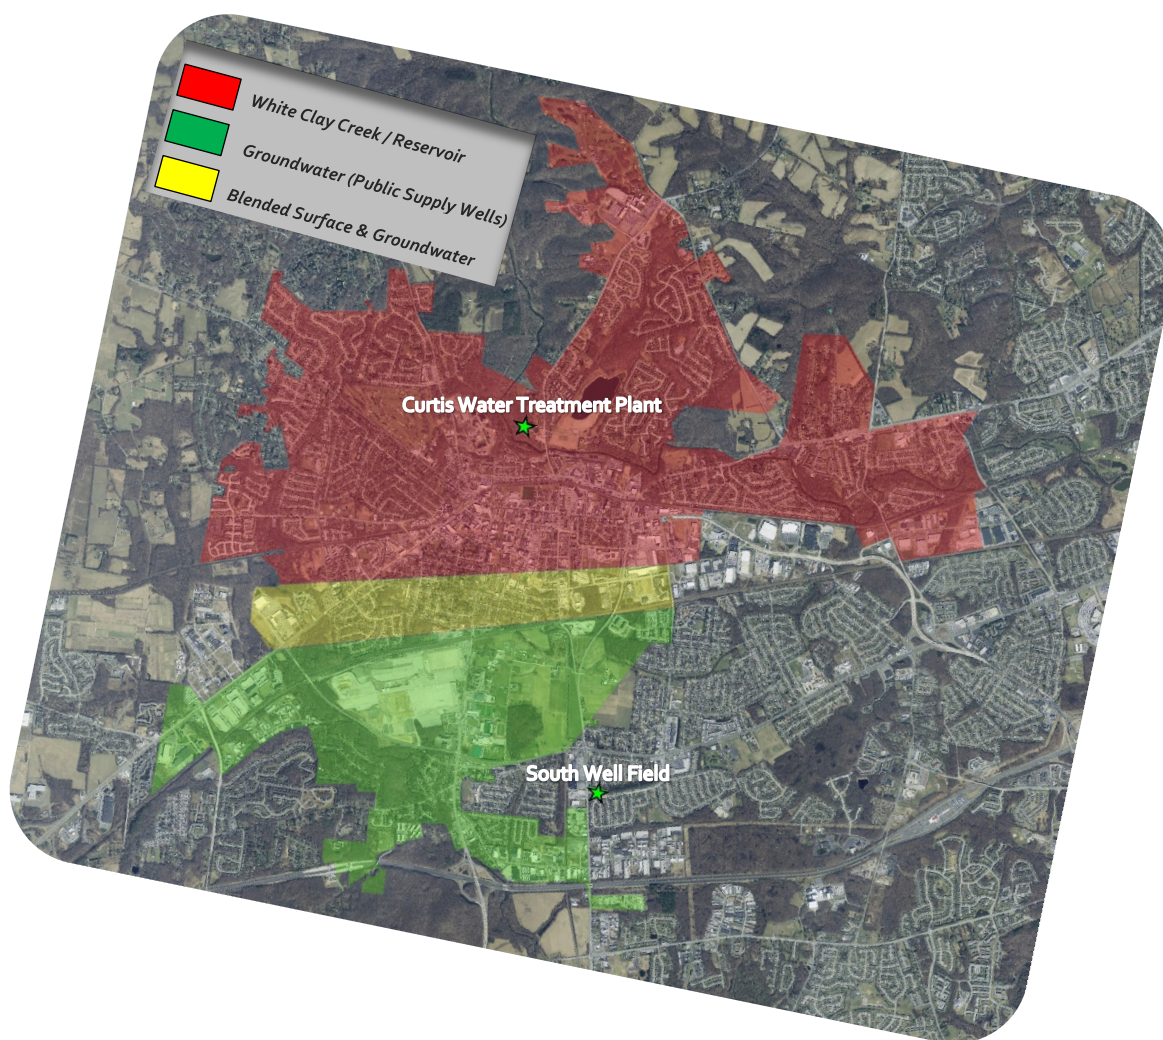 White Clay Creek / Reservoir
Groundwater (Public Supply Wells)
Blended Surface & Groundwater
Curtis Water Treatment Plant
South Well Field